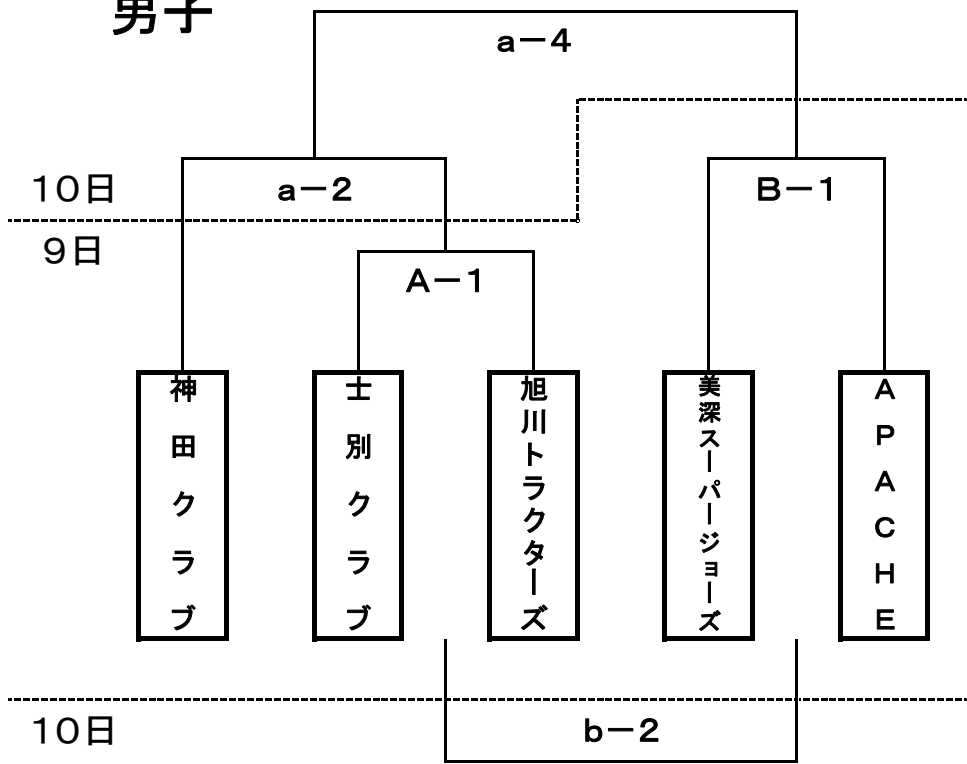 男子
a－4
10日
a－2
B－1
9日
A－1
神田クラブ
士別クラブ
旭川トラクターズ
美深スーパージョーズ
APACHE
10日
b－2